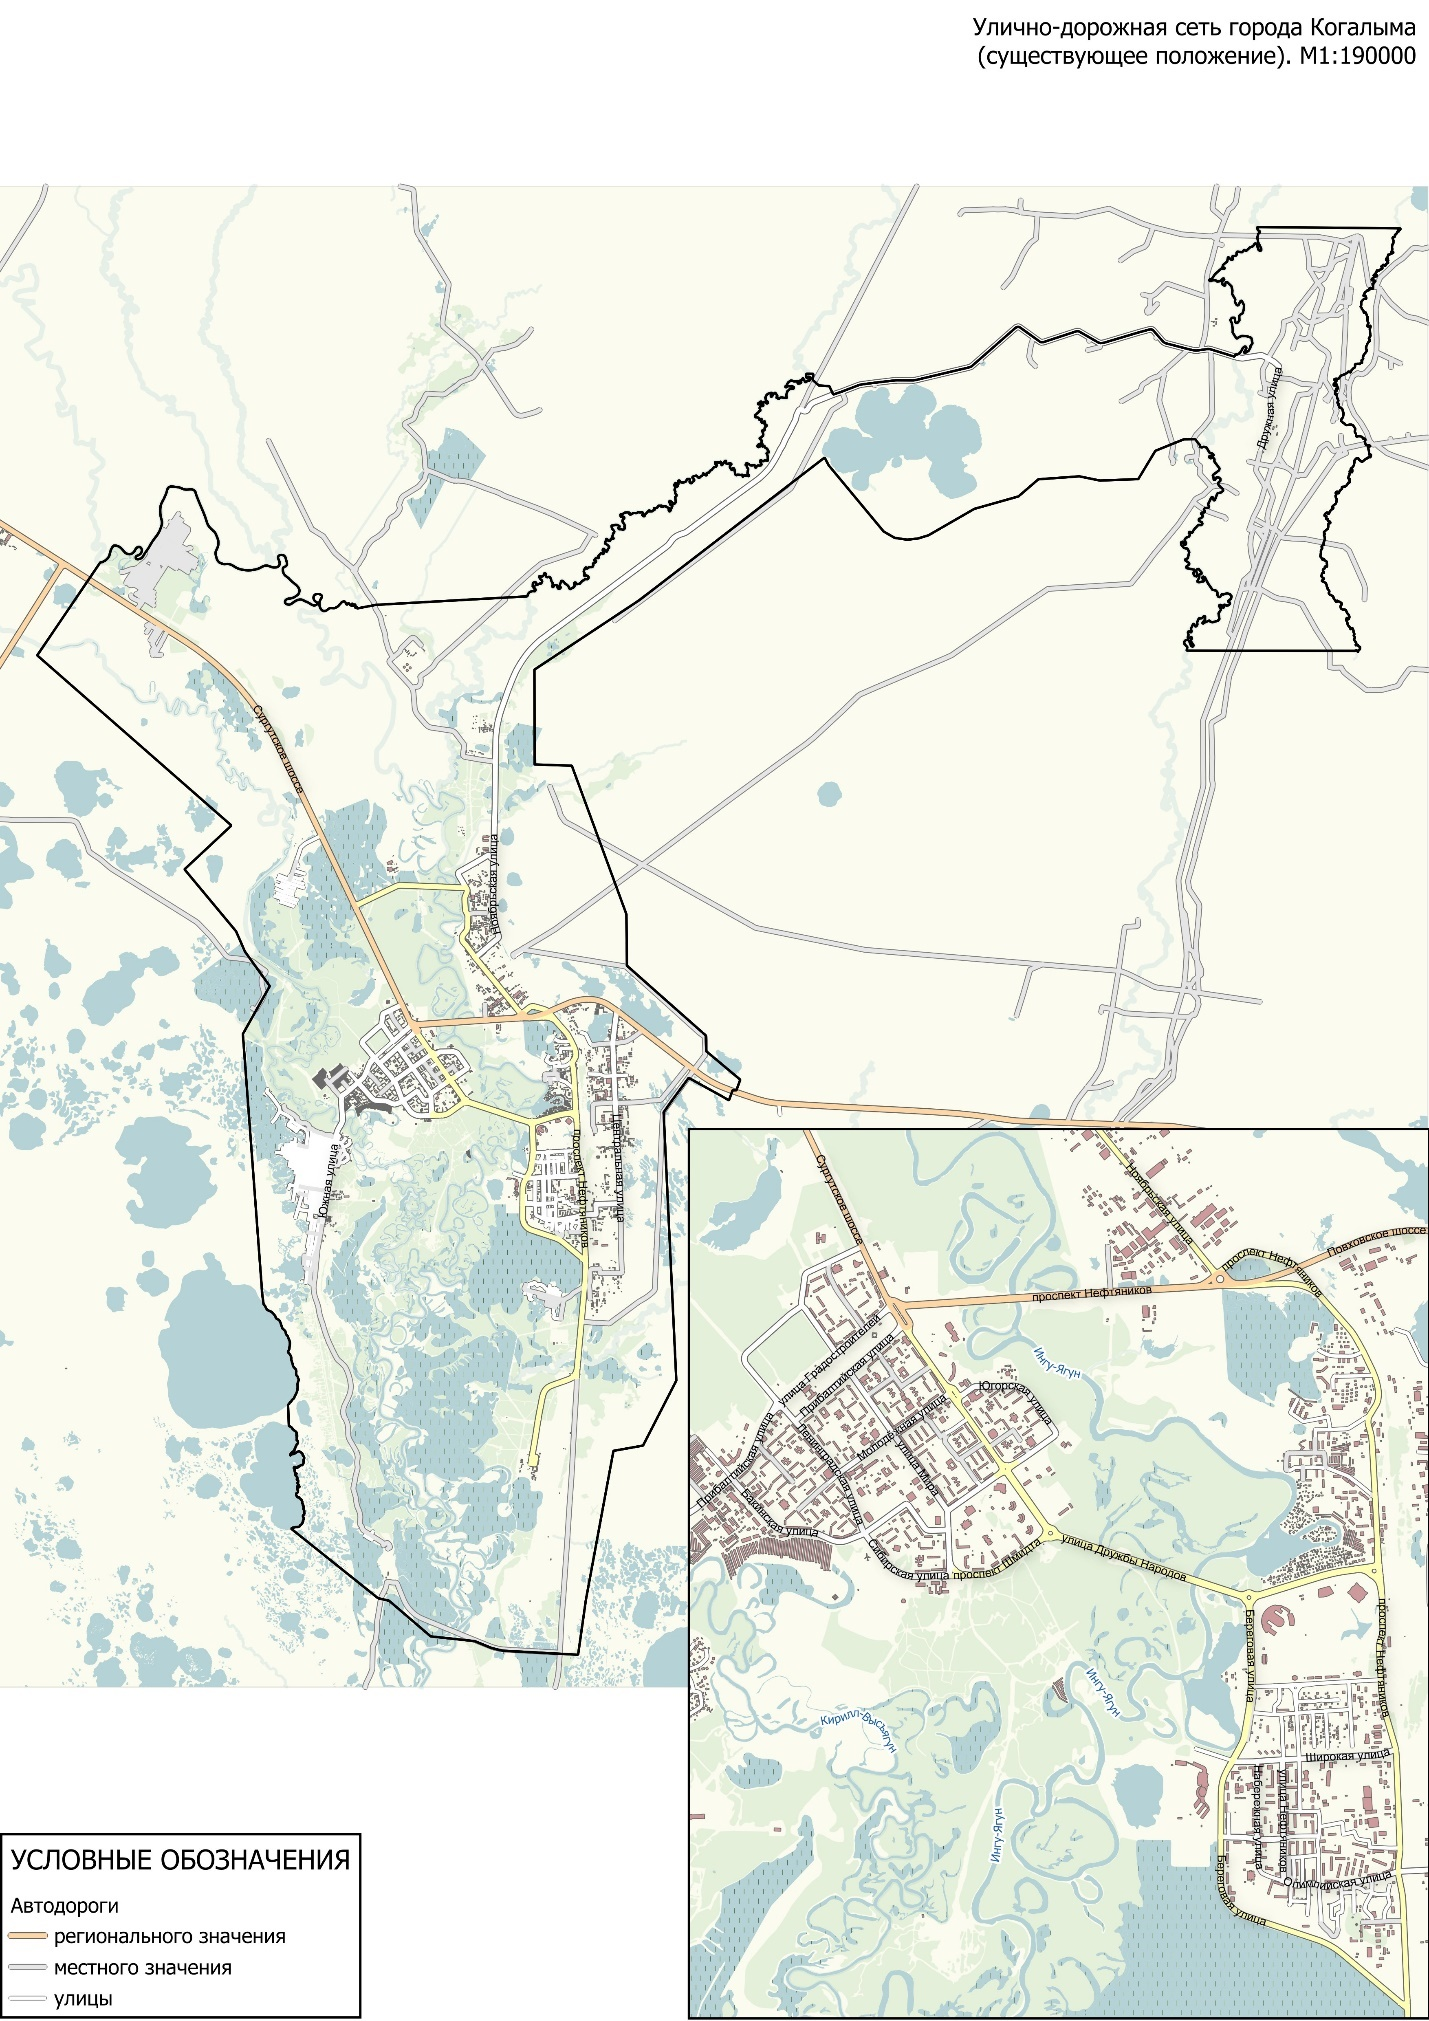 Улично-дорожная сеть города Когалыма
(существующее положение). М1:190000
Дружная улица
Сургутское шоссе
Ноябрьская улица
Центральная улица
проспект Нефтяников
Южная улица
Сургутское шоссе
Ноябрьская улица
Повховское шоссе
проспект Нефтяников
проспект Нефтяников
Ингу-Ягун
улица Градостроителей
Прибалтийская улица
Югорская улица
Молодёжная улица
Ленинградская улица
улица Мира
Прибалтийская улица
Бакинская улица
Сибирская улица
проспект Шмидта
улица Дружбы Народов
Береговая улица
проспект Нефтяников
Ингу-Ягун
Кирилл-Высъягун
Широкая улица
Набережная улица
улица Нефтяников
Ингу-Ягун
Олимпийская улица
Береговая улица
УСЛОВНЫЕ ОБОЗНАЧЕНИЯ
Автодороги
регионального значения
местного значения
улицы